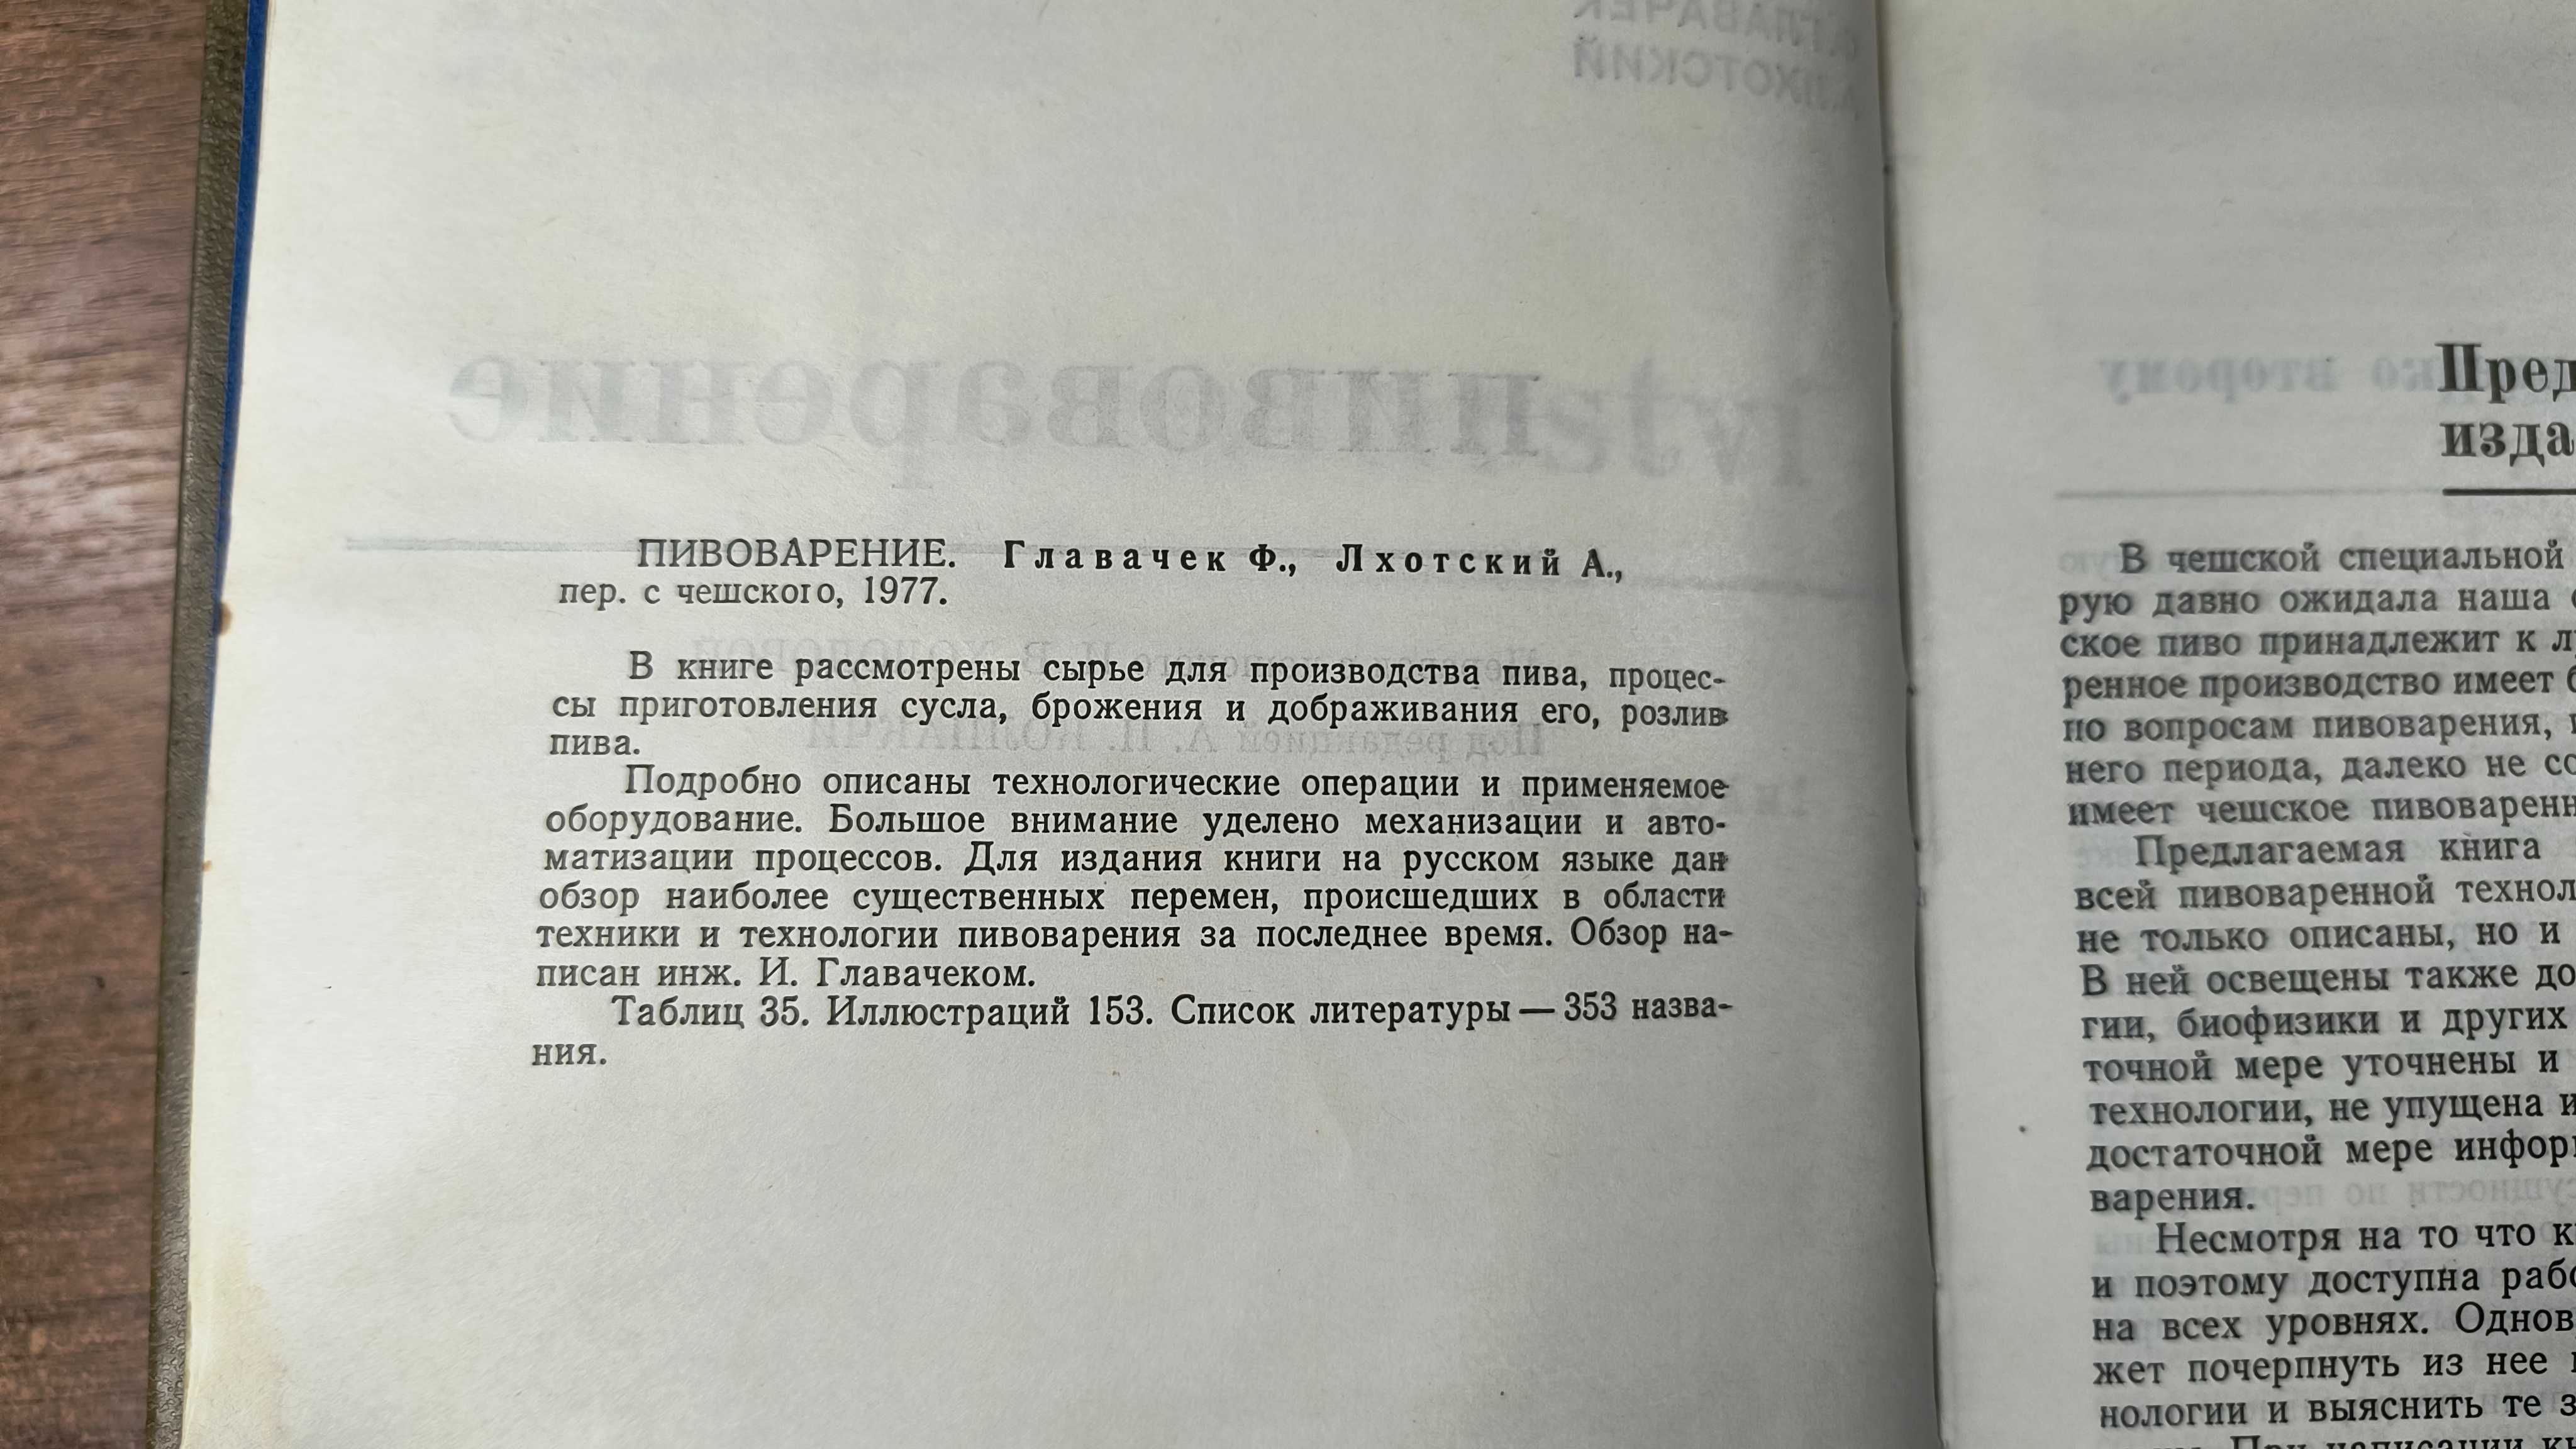 ПИВОВАРЕНИЕ. Главачек Ф., Лхотский А.,
пер. с чешского, 1977.
В книге рассмотрены сырье для производства пива, процес-
сы приготовления сусла, брожения и дображивания его, розлив
пива.
Подробно описаны технологические операции и применяемое
оборудование. Большое внимание уделено механизации и авто-
матизации процессов. Для издания книги на русском языке дан
обзор наиболее существенных перемен, происшедших в области
техники и технологии пивоварения за последнее время. Обзор на-
писан инж. И. Главачеком.
Таблиц 35. Иллюстраций 153. Список литературы — 353 назва-
ния.
Пред
изда
В чешской специальной
рую давно ожидала наша
ское пиво принадлежит к
ренное производство имеет
по вопросам пивоварения,
него периода, далеко не
имеет чешское пивоваренн
Предлагаемая книга
всей пивоваренной технол
не только описаны, но и
В ней освещены также до
гии, биофизики и других
точной мере уточнены и
технологии, не упущена и
достаточной мере инфор
варения.
Несмотря на то что
и поэтому доступна рабо
на всех уровнях. Однов
жет почерпнуть из нее
нологии и выяснить те